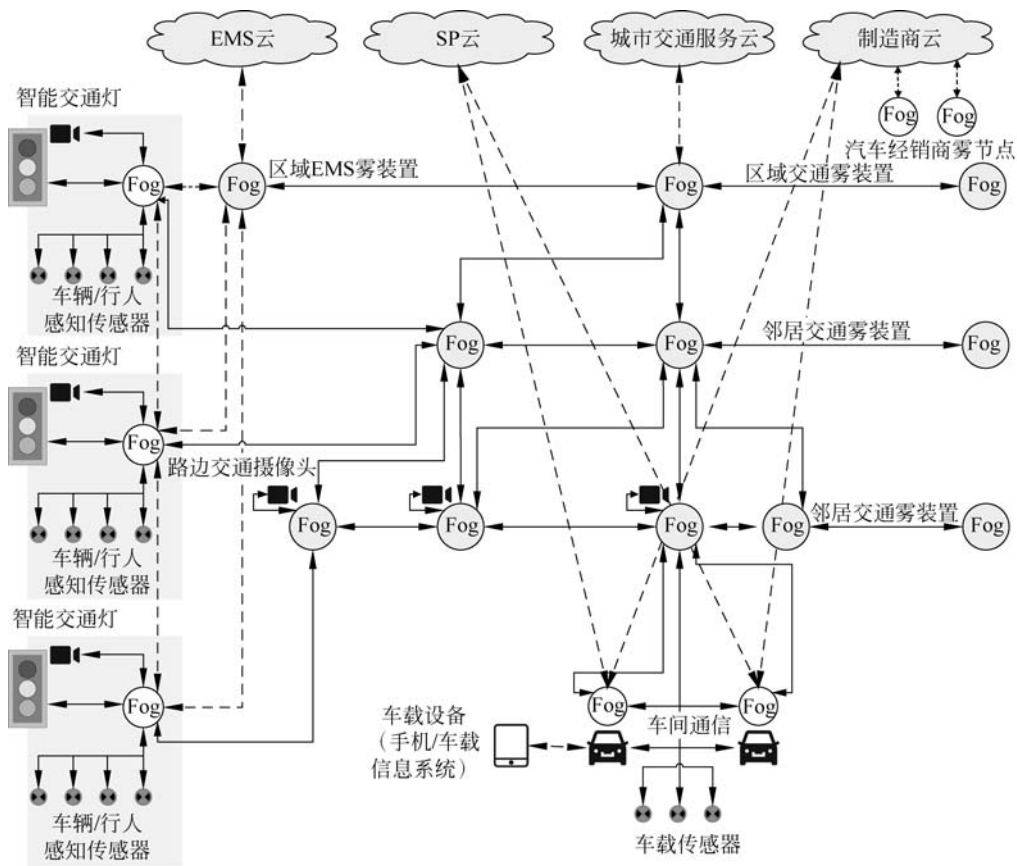 EMS云
SP云
城市交通服务云
制造商云
智能交通灯
Fog
Fog
汽车经销商雾节点
Fog
Fog
区域EMS雾装置
Fog
区域交通雾装置
Fog
车辆/行人
感知传感器
Fog
Fog
邻居交通雾装置
Fog
智能交通灯
Fog
路边交通摄像头
Fog
Fog
Fog
Fog
邻居交通雾装置
Fog
车辆/行人
感知传感器
智能交通灯
Fog
Fog
Fog
车载设备
（手机/车载
信息系统）
车间通信
车辆/行人
感知传感器
车载传感器